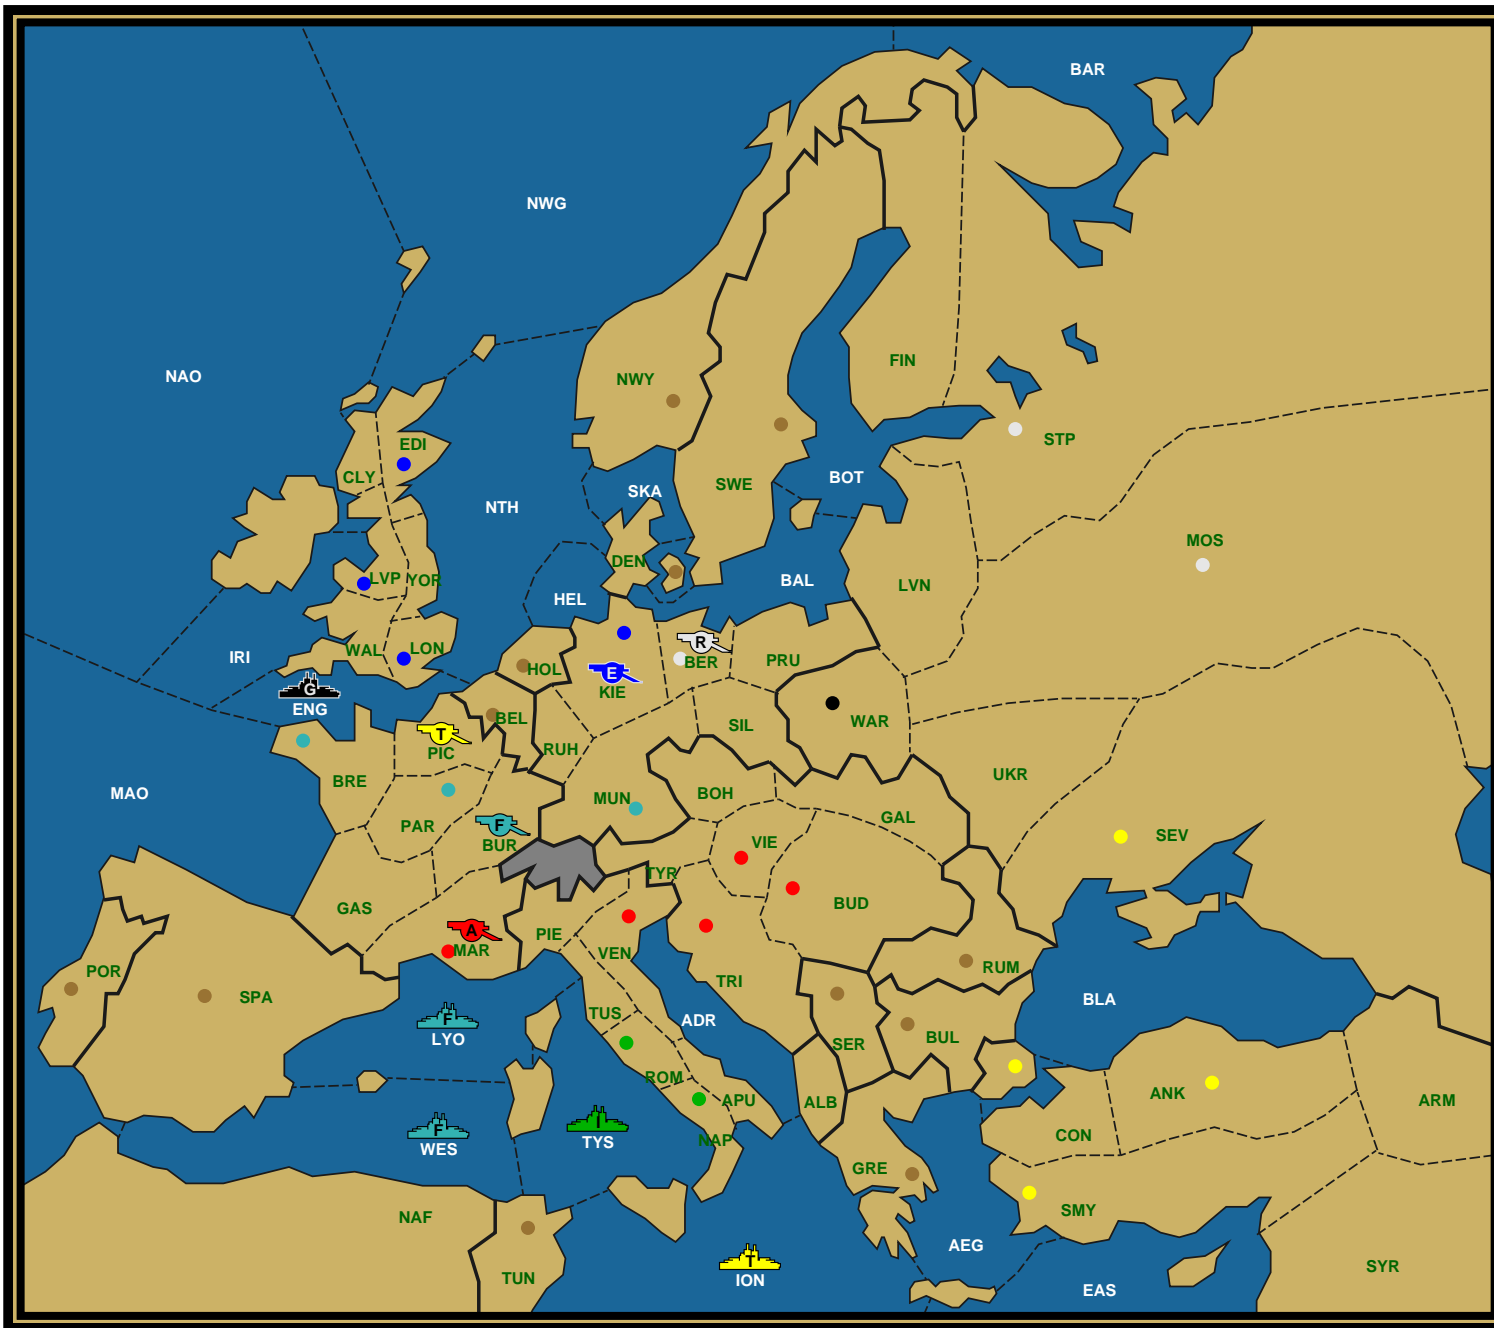 BAR
NWG
NAO
FIN
NWY
STP
EDI
CLY
SWE
BOT
SKA
NTH
MOS
DEN
LVP YOR
BAL
LVN
HEL
IRI
WAL
LON
HOL
R
BER
PRU
E
KIE
G
ENG
BEL
WAR
SIL
T
PIC
RUH
UKR
BRE
MAO
MUN
BOH
GAL
PAR
F
BUR
VIE
SEV
TYR
BUD
GAS
A
MAR
PIE
VEN
RUM
POR
SPA
TRI
BLA
TUS
ADR
F
LYO
SER
BUL
ROM
APU
ALB
ANK
ARM
F
WES
I
TYS
NAP
CON
GRE
NAF
SMY
AEG
T
ION
TUN
SYR
EAS